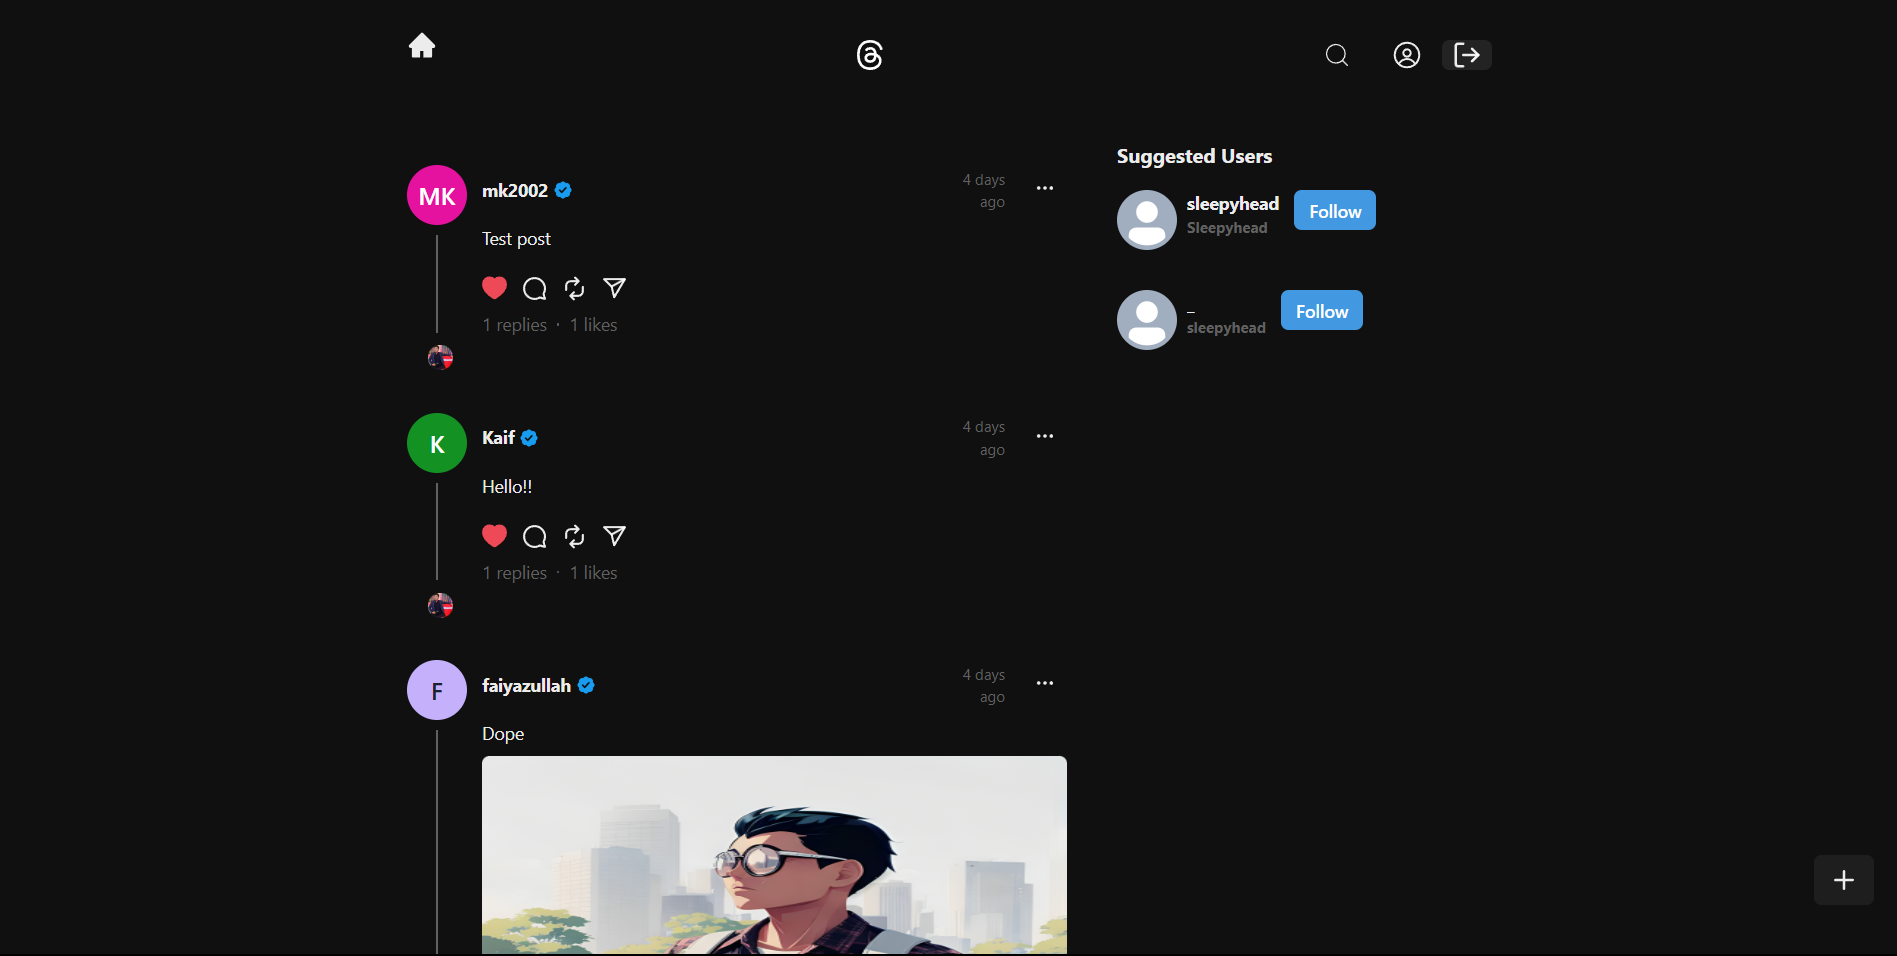 MK
mk2002
4 days
ago
Test post
1 replies · 1 likes
K
Kaif
4 days
ago
Hello!!
1 replies · 1 likes
F
faiyazullah
4 days
ago
Dope
Suggested Users
sleepyhead
Sleepyhead
Follow
_
sleepyhead
Follow